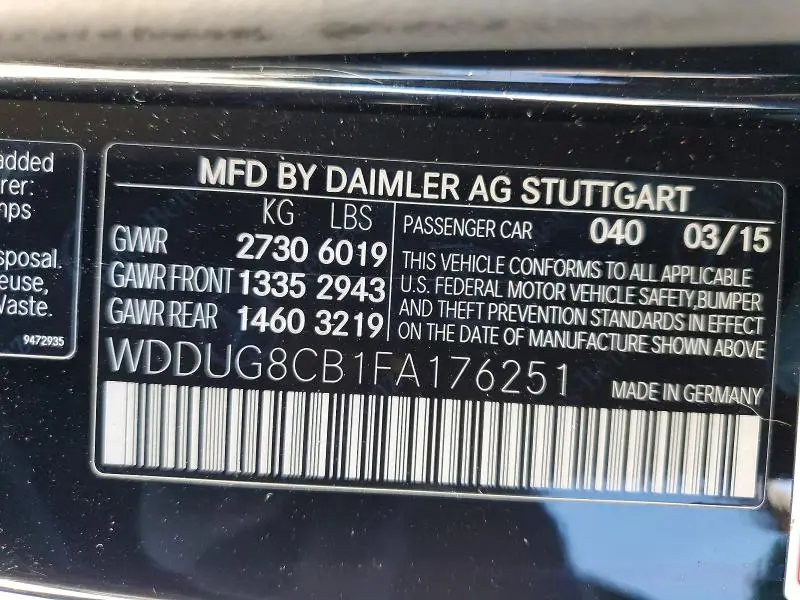 added
rer:
mps
sposal.
euse,
Waste.
9472935
MFD BY DAIMLER AG STUTTGART
KG LBS
GVWR 2730 6019
GAWR FRONT 1335 2943
GAWR REAR 1460 3219
PASSENGER CAR 040 03/15
THIS VEHICLE CONFORMS TO ALL APPLICABLE
U.S. FEDERAL MOTOR VEHICLE SAFETY,BUMPER
AND THEFT PREVENTION STANDARDS IN EFFECT
ON THE DATE OF MANUFACTURE SHOWN ABOVE
WDDUG8CB1FA176251
MADE IN GERMANY